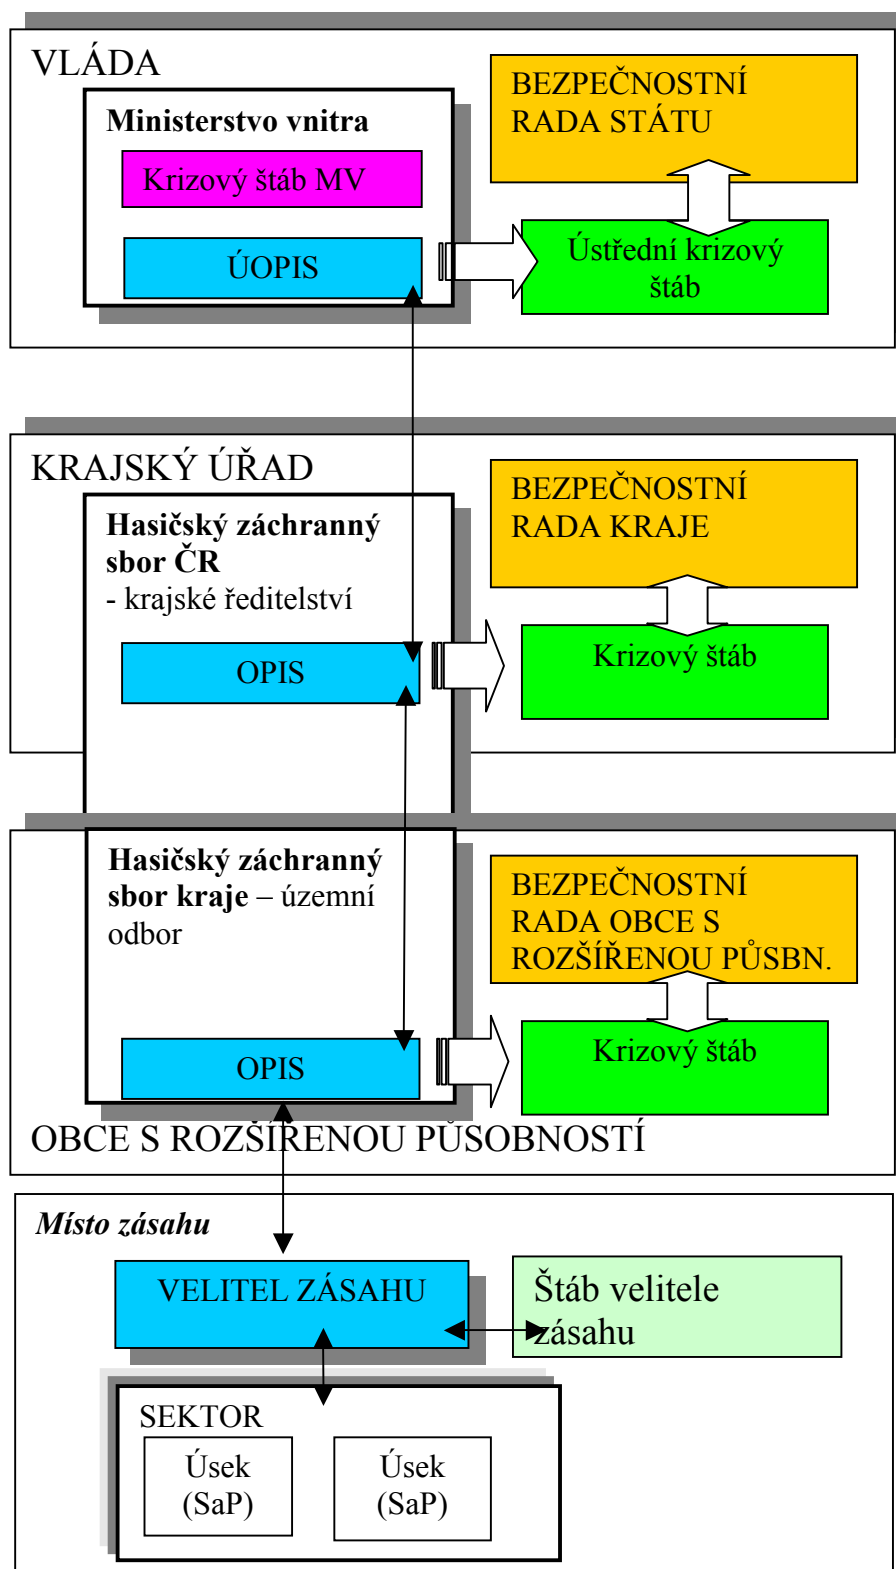 VLÁDA
Ministerstvo vnitra
Krizový štáb MV
ÚOPIS
BEZPEČNOSTNÍ
RADA STÁTU
Ústřední krizový
štáb
KRAJSKÝ ÚŘAD
Hasičský záchranný
sbor ČR
- krajské ředitelství
OPIS
BEZPEČNOSTNÍ
RADA KRAJE
Krizový štáb
Hasičský záchranný
sbor kraje – územní
odbor
OPIS
BEZPEČNOSTNÍ
RADA OBCE S
ROZŠÍŘENOU PŮSBN.
Krizový štáb
OBCE S ROZŠÍŘENOU PŮSOBNOSTÍ
Místo zásahu
VELITEL ZÁSAHU
Štáb velitele
zásahu
SEKTOR
Úsek
(SaP)
Úsek
(SaP)